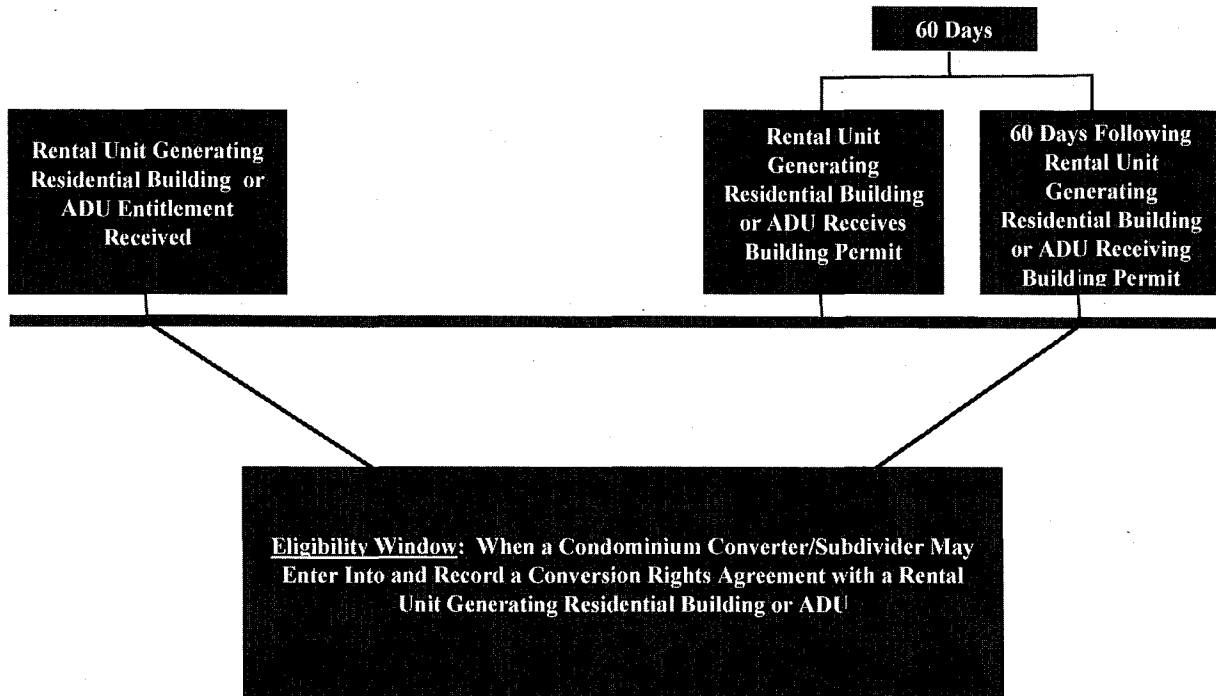 60 Days
Rental Unit Generating
Residential Building or
ADU Entitlement
Received
Rental Unit
Generating
Residential Building
or ADU Receives
Building Permit
60 Days Following
Rental Unit
Generating
Residential Building
or ADU Receiving
Building Permit
Eligibility Window: When a Condominium Converter/Subdivider May
Enter Into and Record a Conversion Rights Agreement with a Rental
Unit Generating Residential Building or ADU